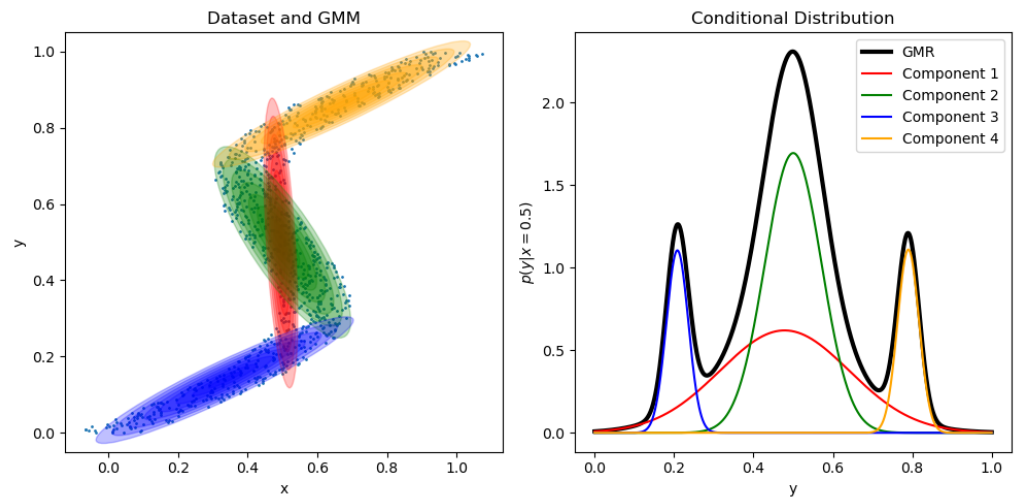 Dataset and GMM
1.0
0.8
0.6
0.4
0.2
0.0
y
0.0 0.2 0.4 0.6 0.8 1.0
x
Conditional Distribution
GMR
Component 1
Component 2
Component 3
Component 4
2.0
1.5
1.0
0.5
0.0
p(y|x = 0.5)
0.0 0.2 0.4 0.6 0.8 1.0
y